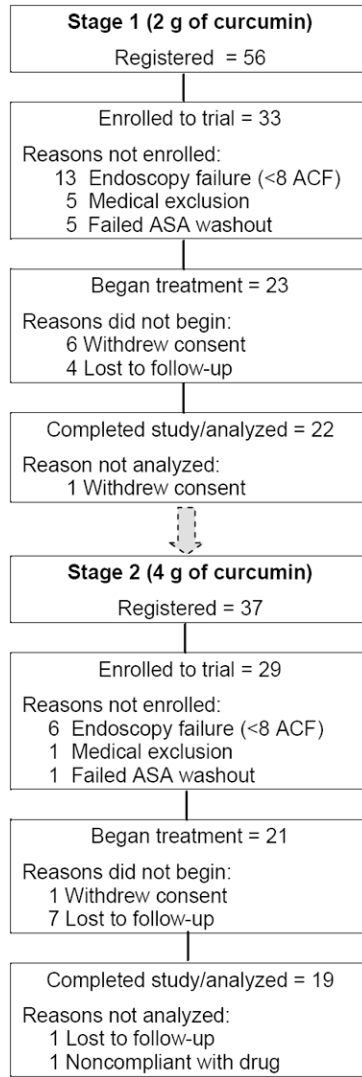 Stage 1 (2 g of curcumin)
Registered = 56
Enrolled to trial = 33
Reasons not enrolled:
13 Endoscopy failure (<8 ACF)
5 Medical exclusion
5 Failed ASA washout
Began treatment = 23
Reasons did not begin:
6 Withdrew consent
4 Lost to follow-up
Completed study/analyzed = 22
Reason not analyzed:
1 Withdrew consent
Stage 2 (4 g of curcumin)
Registered = 37
Enrolled to trial = 29
Reasons not enrolled:
6 Endoscopy failure (<8 ACF)
1 Medical exclusion
1 Failed ASA washout
Began treatment = 21
Reasons did not begin:
1 Withdrew consent
7 Lost to follow-up
Completed study/analyzed = 19
Reasons not analyzed:
1 Lost to follow-up
1 Noncompliant with drug